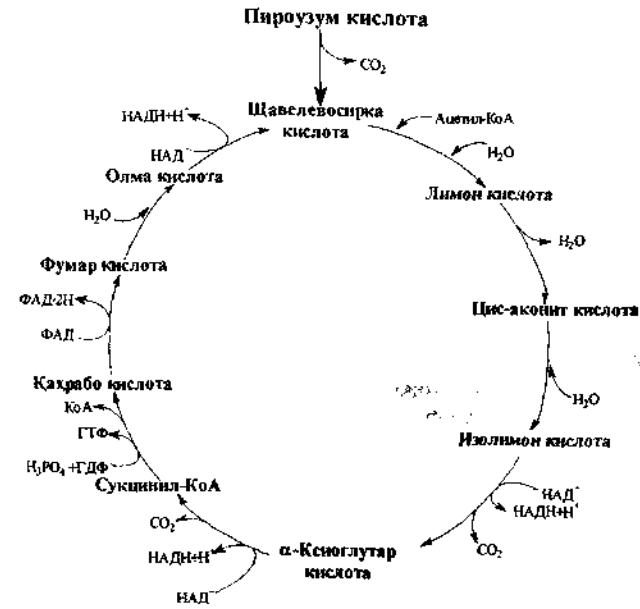 Пироузум кислота
CO₂
Щавелевосирка
кислота
Ацетил-КоА
H₂O
Лимон кислота
H₂O
Цис-аконит кислота
H₂O
Изолимон кислота
НАД⁺
НАДН+Н⁺
CO₂
α-Кетоглутар
кислота
НАД⁻
НАДН+Н⁺
CO₂
Сукцинил-КоА
H₃PO₄ +ГДФ
ГТФ
КоА
Қаҳрабо кислота
ФАД
ФАД·2Н
Фумар кислота
H₂O
Олма кислота
НАД
НАДН+Н⁺